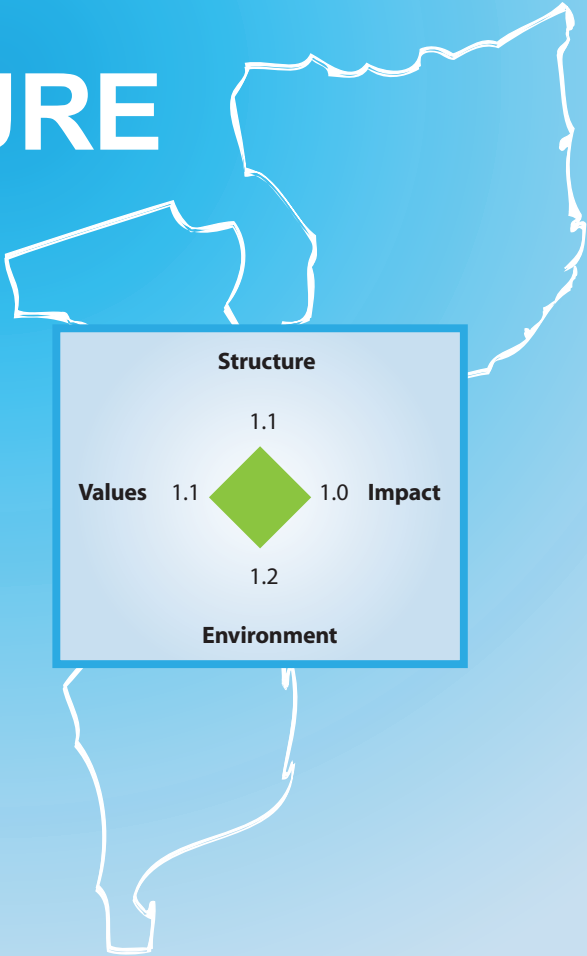 URE
Structure
1.1
Values 1.1 1.0 Impact
1.2
Environment